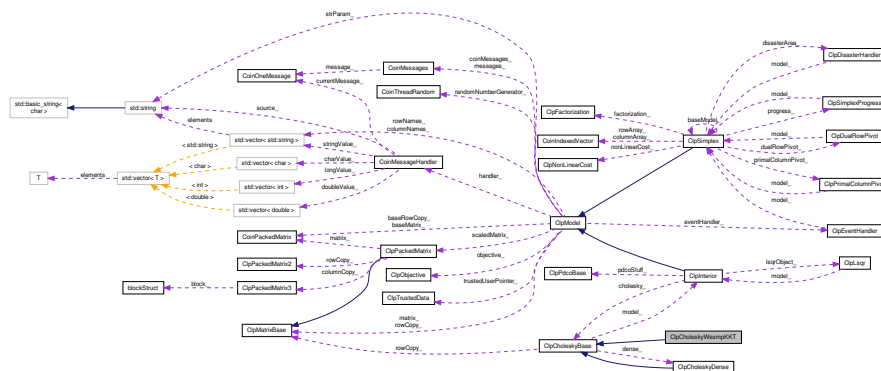 strParam_
disasterArea_
ClpDisasterHandler
model_
coinMessages_
messages_
message_
CoinOneMessage
CoinMessages
currentMessage_
CoinThreadRandom
randomNumberGenerator_
std::basic_string<
char >
std::string
source_
elements
rowNames_
columnNames_
ClpFactorization
factorization_
baseModel_
model_
progress_
ClpSimplexProgress
std::vector< std::string >
stringValue_
CoinIndexedVector
rowArray_
columnArray_
nonLinearCost_
ClpSimplex
model_
dualRowPivot_
ClpDualRowPivot
< std::string >
< char >
std::vector< char >
charValue_
longValue_
CoinMessageHandler
ClpNonLinearCost
primalColumnPivot_
T
elements
std::vector< T >
< int >
std::vector< int >
doubleValue_
handler_
model_
ClpPrimalColumnPivot
< double >
std::vector< double >
model_
ClpModel
eventHandler_
ClpEventHandler
baseRowCopy_
baseMatrix_
CoinPackedMatrix
matrix_
ClpPackedMatrix
scaledMatrix_
rowCopy_
ClpPackedMatrix2
columnCopy_
objective_
ClpObjective
ClpPdcoBase
pdcoStuff_
ClpInterior
lsqrObject_
ClpLsqr
model_
blockStruct
block_
ClpPackedMatrix3
trustedUserPointer_
ClpTrustedData
cholesky_
model_
ClpMatrixBase
matrix_
rowCopy_
rowCopy_
ClpCholeskyBase
ClpCholeskyWssmpKKT
dense_
ClpCholeskyDense